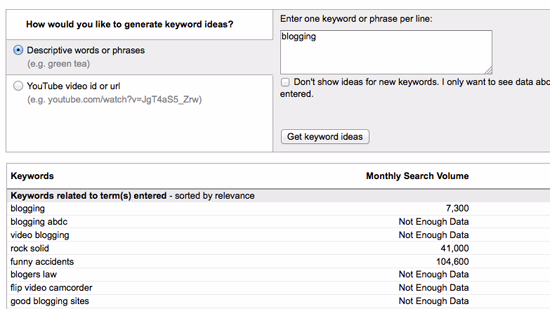 How would you like to generate keyword ideas?
Descriptive words or phrases
(e.g. green tea)
YouTube video id or url
(e.g. youtube.com/watch?v=JgT4aS5_Zrw)
Enter one keyword or phrase per line:
blogging
Don't show ideas for new keywords. I only want to see data
entered.
Get keyword ideas
Keywords Monthly Search Volume
Keywords related to term(s) entered - sorted by relevance
blogging 7,300
blogging abdc Not Enough Data
video blogging Not Enough Data
rock solid 41,000
funny accidents 104,600
blogers law Not Enough Data
flip video camcorder Not Enough Data
good blogging sites Not Enough Data